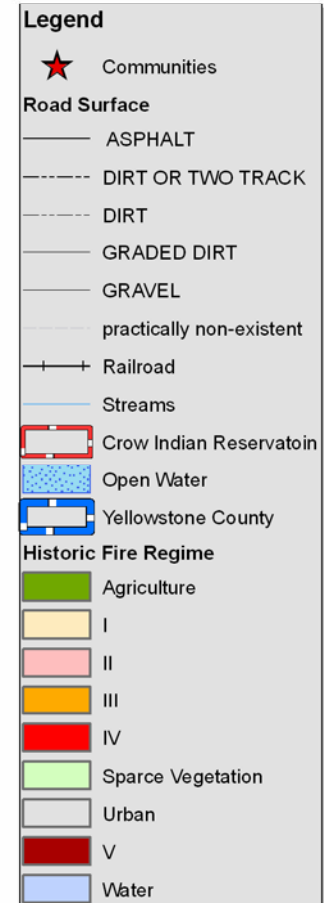 Legend
Communities
Road Surface
ASPHALT
DIRT OR TWO TRACK
DIRT
GRADED DIRT
GRAVEL
practically non-existent
Railroad
Streams
Crow Indian Reservatoin
Open Water
Yellowstone County
Historic Fire Regime
Agriculture
I
II
III
IV
Sparce Vegetation
Urban
V
Water